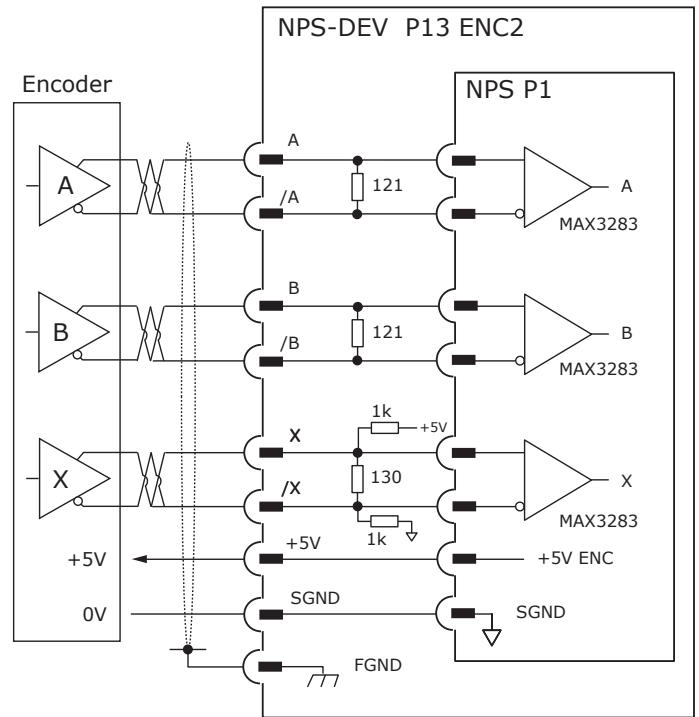 NPS-DEV P13 ENC2
Encoder
NPS P1
A
A
/A
121
A
MAX3283
B
B
/B
121
B
MAX3283
1k
+5V
X
X
/X
130
1k
X
MAX3283
+5V
+5V
+5V ENC
0V
SGND
SGND
FGND